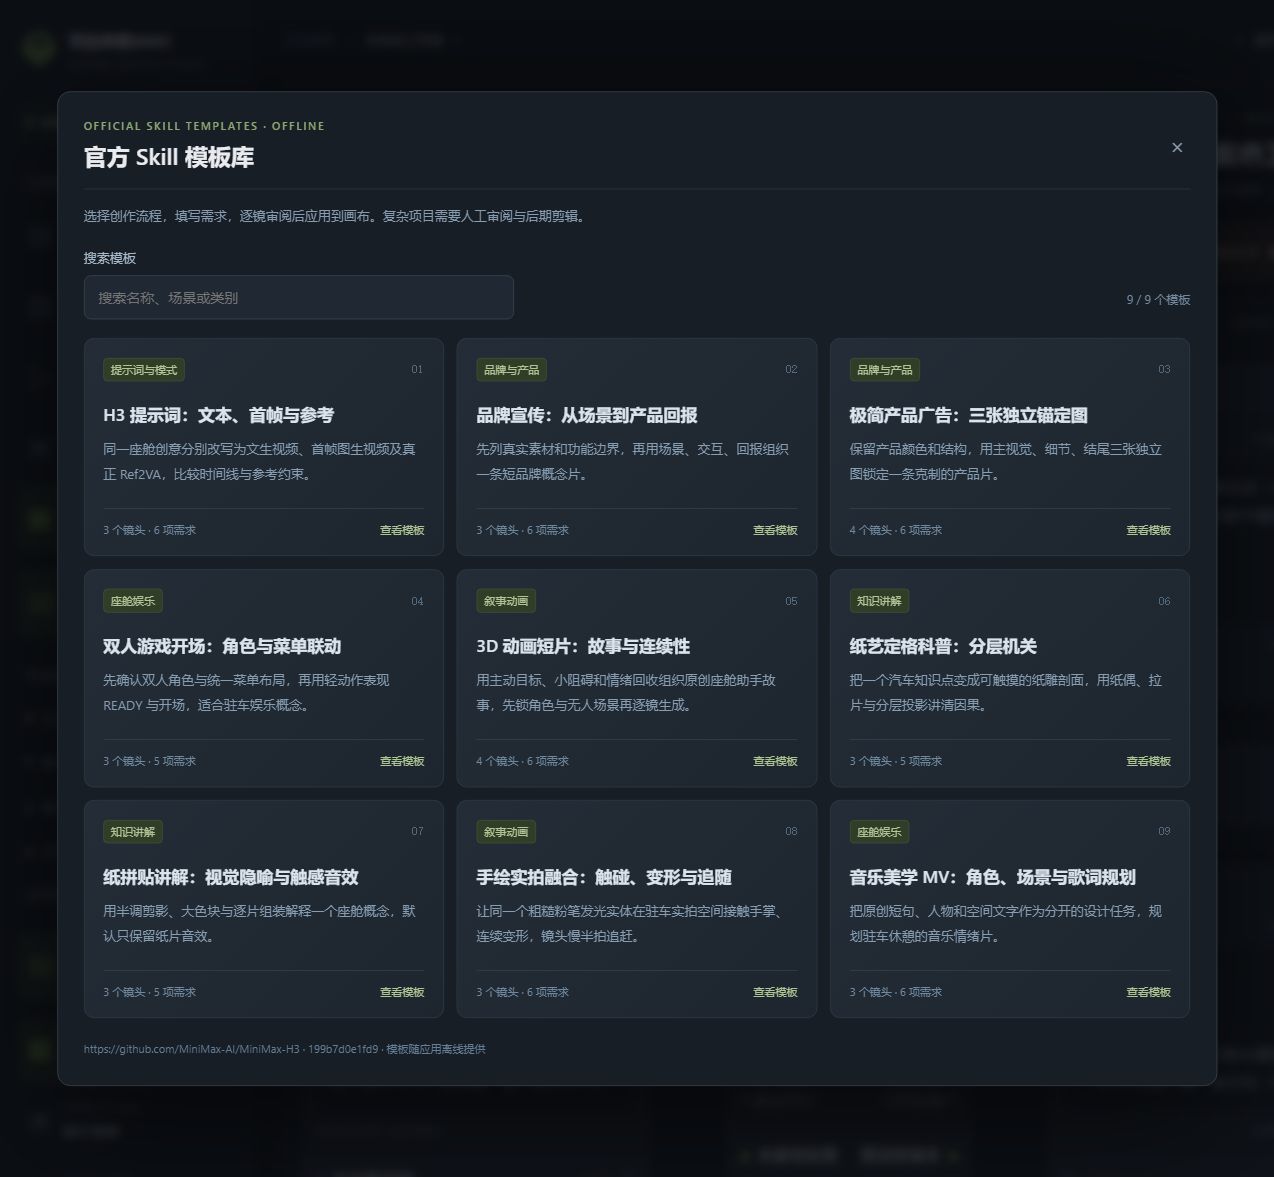 OFFICIAL SKILL TEMPLATES · OFFLINE
官方 Skill 模板库
×
选择创作流程，填写需求，逐镜审阅后应用到画布。复杂项目需要人工审阅与后期剪辑。
搜索模板
搜索名称、场景或类别
9 / 9 个模板
提示词与模式
01
H3 提示词：文本、首帧与参考
同一座舱创意分别改写为文生视频、首帧图生视频及真
正 Ref2VA，比较时间线与参考约束。
3 个镜头 · 6 项需求
查看模板
品牌与产品
02
品牌宣传：从场景到产品回报
先列真实素材和功能边界，再用场景、交互、回报组织
一条短品牌概念片。
3 个镜头 · 6 项需求
查看模板
品牌与产品
03
极简产品广告：三张独立锚定图
保留产品颜色和结构，用主视觉、细节、结尾三张独立
图锁定一条克制的产品片。
4 个镜头 · 6 项需求
查看模板
座舱娱乐
04
双人游戏开场：角色与菜单联动
先确认双人角色与统一菜单布局，再用轻动作表现
READY 与开场，适合驻车娱乐概念。
3 个镜头 · 5 项需求
查看模板
叙事动画
05
3D 动画短片：故事与连续性
用主动目标、小阻碍和情绪回收组织原创座舱助手故
事，先锁角色与无人场景再逐镜生成。
4 个镜头 · 6 项需求
查看模板
知识讲解
06
纸艺定格科普：分层机关
把一个汽车知识点变成可触摸的纸雕剖面，用纸偶、拉
片与分层投影讲清因果。
3 个镜头 · 5 项需求
查看模板
知识讲解
07
纸拼贴讲解：视觉隐喻与触感音效
用半调剪影、大色块与逐片组装解释一个座舱概念，默
认只保留纸片音效。
3 个镜头 · 5 项需求
查看模板
叙事动画
08
手绘实拍融合：触碰、变形与追随
让同一个粗糙粉笔发光实体在驻车实拍空间接触手掌、
连续变形，镜头慢半拍追赶。
3 个镜头 · 6 项需求
查看模板
座舱娱乐
09
音乐美学 MV：角色、场景与歌词规划
把原创短句、人物和空间文字作为分开的设计任务，规
划驻车休憩的音乐情绪片。
3 个镜头 · 6 项需求
查看模板
https://github.com/MiniMax-AI/MiniMax-H3 · 199b7d0e1fd9 · 模板随应用离线提供